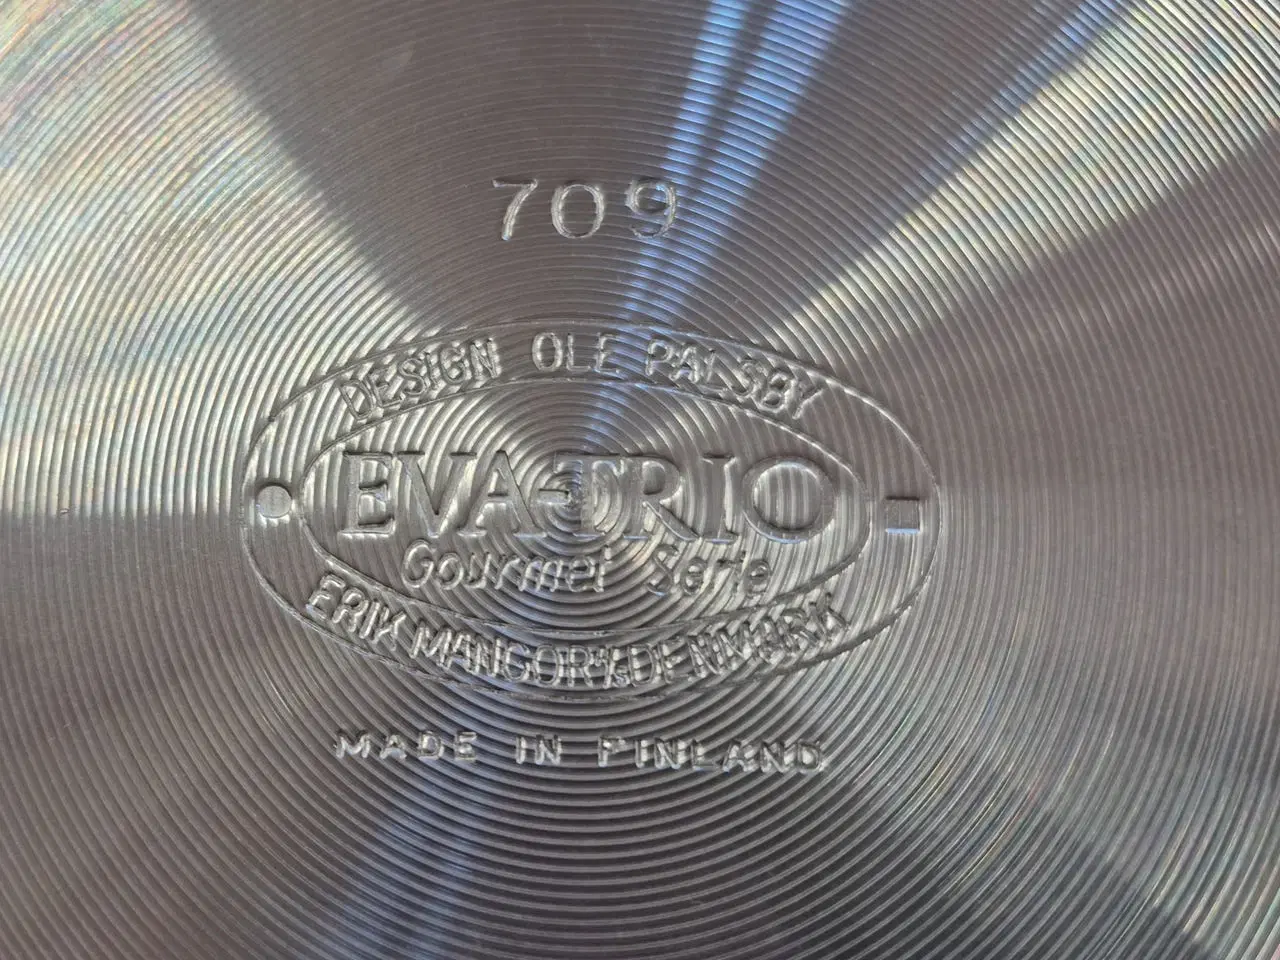 709
DESIGN OLE PALSBY
EVA-TRIO
Gourmet Serie
ERIK MANGOR A/S DENMARK
MADE IN FINLAND